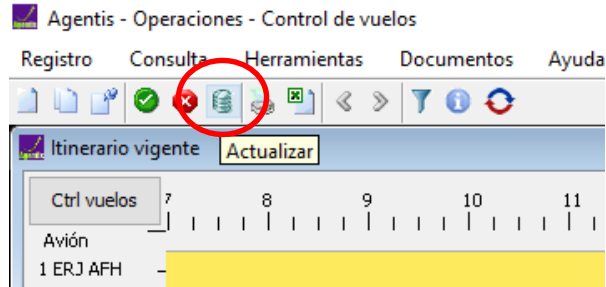 Agentis - Operaciones - Control de vuelos
Registro Consulta Herramientas Documentos Ayuda
Itinerario vigente Actualizar
Ctrl vuelos 7 8 9 10 11
Avión
1 ERJ AFH